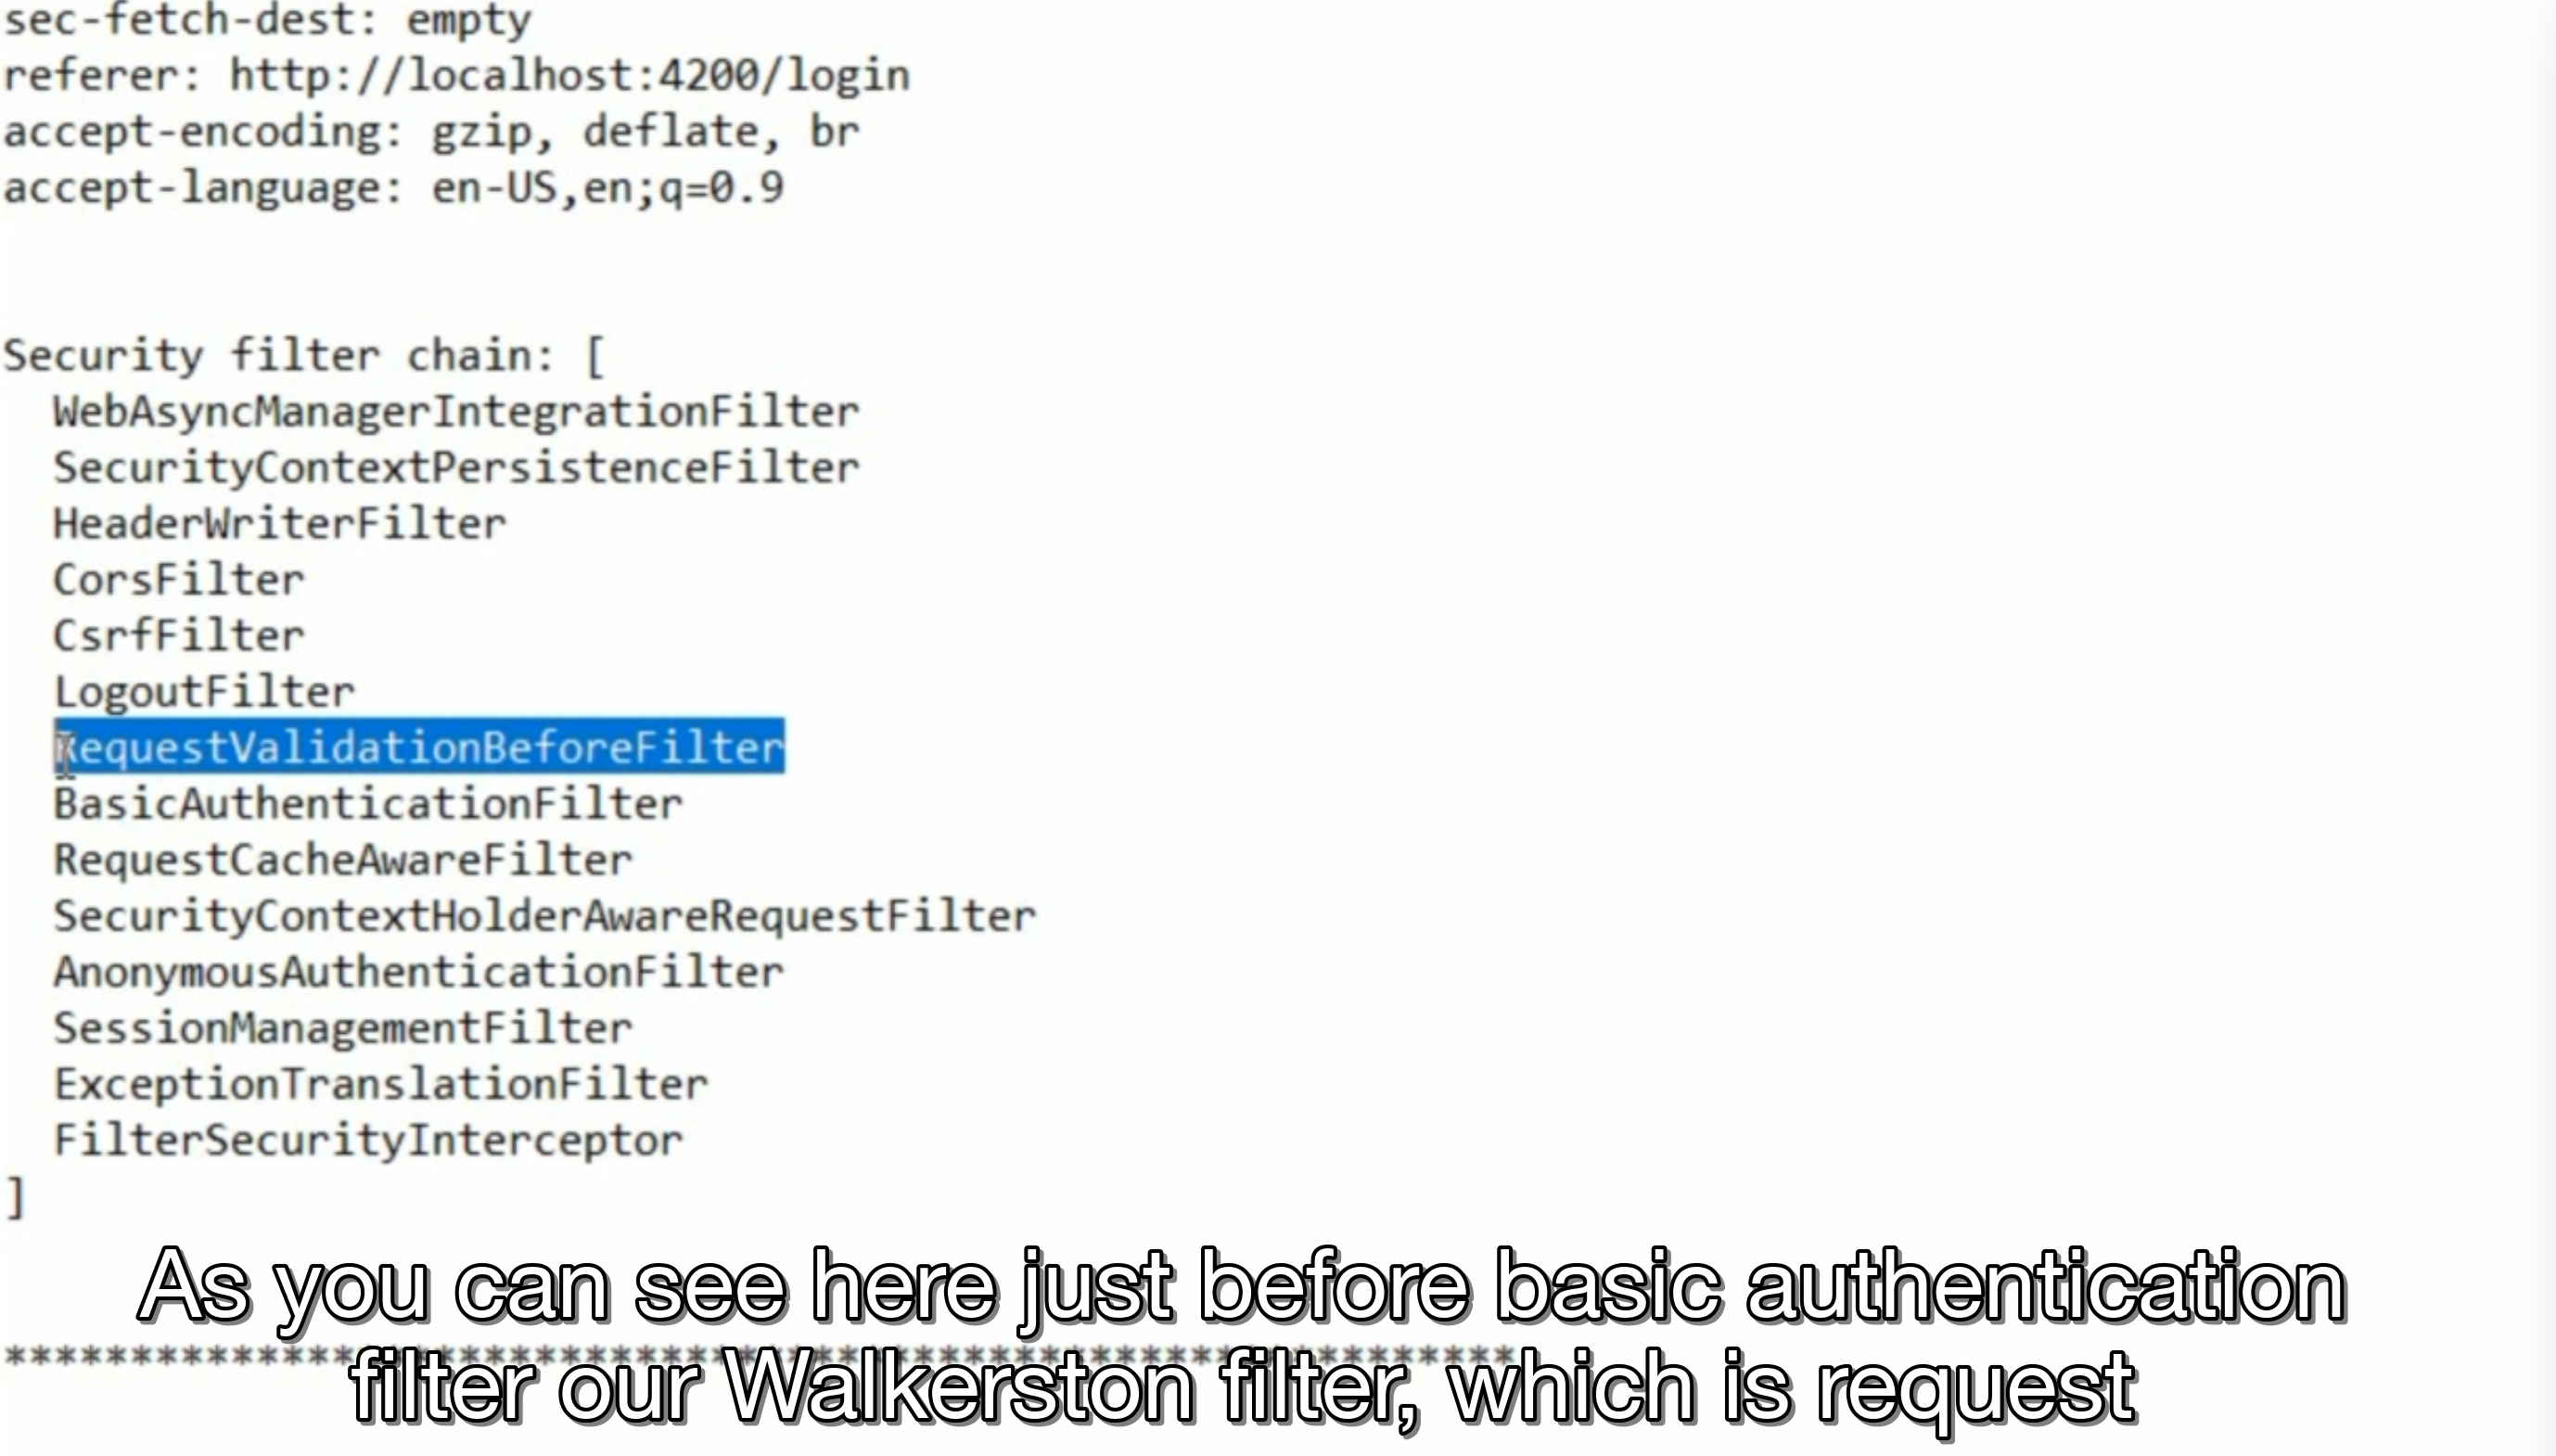 sec-fetch-dest: empty
referer: http://localhost:4200/login
accept-encoding: gzip, deflate, br
accept-language: en-US,en;q=0.9
Security filter chain: [
  WebAsyncManagerIntegrationFilter
  SecurityContextPersistenceFilter
  HeaderWriterFilter
  CorsFilter
  CsrfFilter
  LogoutFilter
  RequestValidationBeforeFilter
  BasicAuthenticationFilter
  RequestCacheAwareFilter
  SecurityContextHolderAwareRequestFilter
  AnonymousAuthenticationFilter
  SessionManagementFilter
  ExceptionTranslationFilter
  FilterSecurityInterceptor
]
As you can see here just before basic authentication
************************************************************
filter our Walkerston filter, which is request